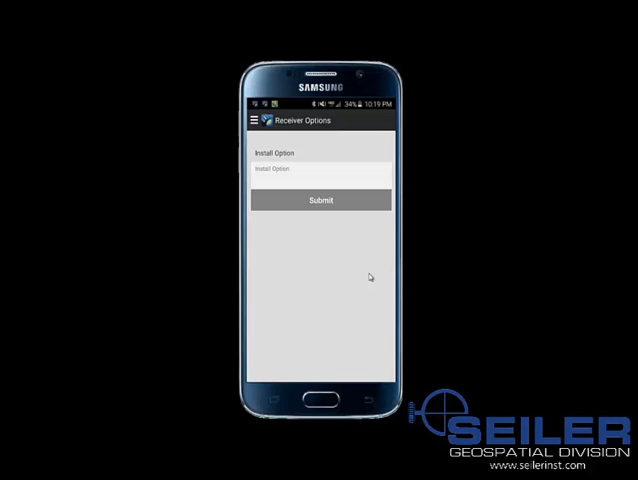 SAMSUNG
34% 10:19 PM
Receiver Options
Install Option
Install Option
Submit
SEILER
GEOSPATIAL DIVISION
www.seilerinst.com